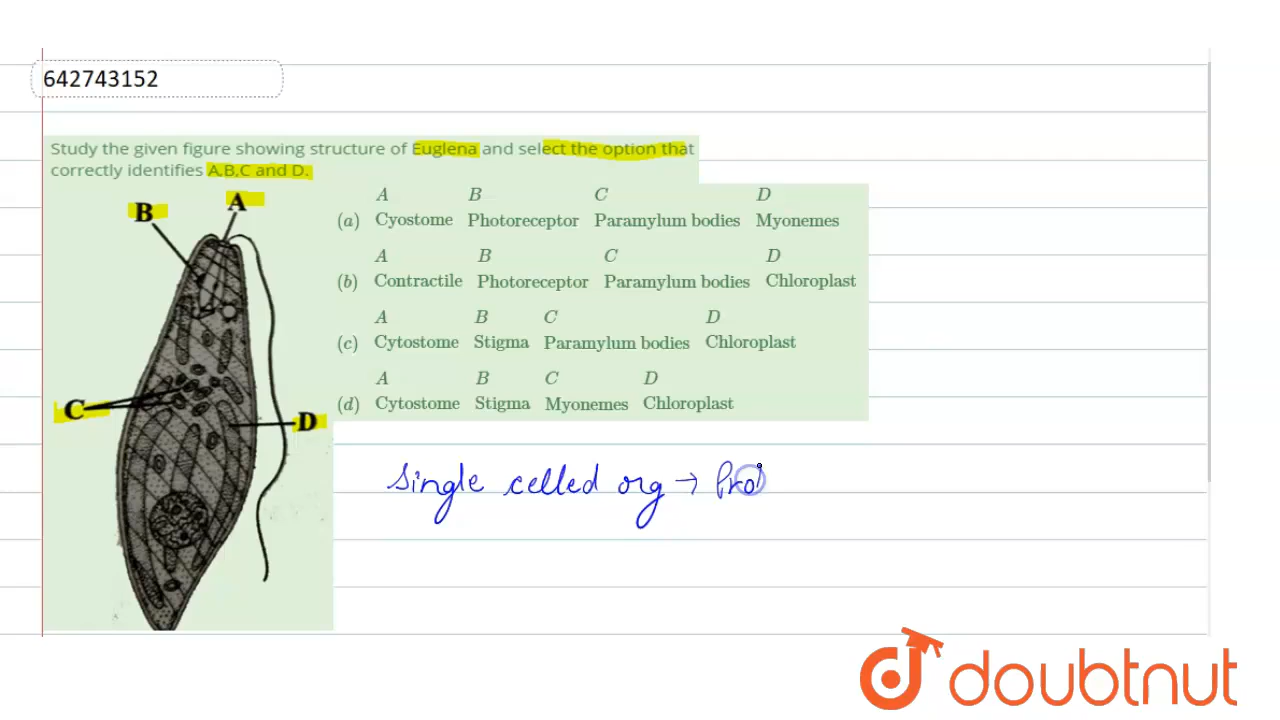 642743152
Study the given figure showing structure of Euglena and select the option that
correctly identifies A,B,C and D.
B
A
C
D
A B C D
(a) Cyostome Photoreceptor Paramylum bodies Myonemes
A B C D
(b) Contractile Photoreceptor Paramylum bodies Chloroplast
A B C D
(c) Cytostome Stigma Paramylum bodies Chloroplast
A B C D
(d) Cytostome Stigma Myonemes Chloroplast
Single celled org →
doubtnut